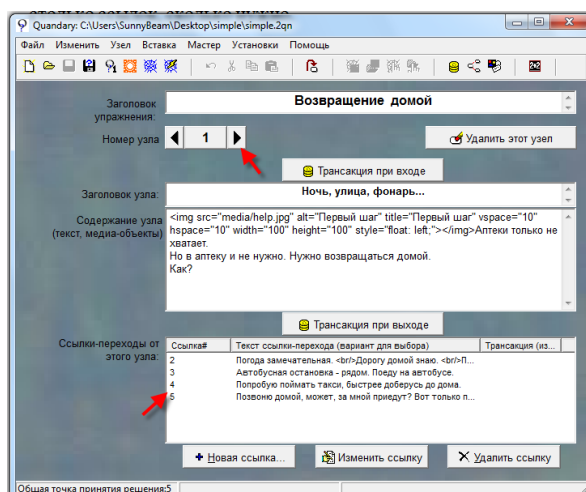 столько ссылок, сколько нужно
Quandary: C:\Users\SunnyBeam\Desktop\simple\simple.2qn
Файл Изменить Узел Вставка Мастер Установки Помощь
Заголовок упражнения:
Возвращение домой
Номер узла
1
Удалить этот узел
Трансакция при входе
Заголовок узла:
Ночь, улица, фонарь...
Содержание узла
(текст, медиа-объекты)
<img src="media/help.jpg" alt="Первый шаг" title="Первый шаг" vspace="10"
hspace="10" width="100" height="100" style="float: left;"></img>Аптеки только не
хватает.
Но в аптеку и не нужно. Нужно возвращаться домой.
Как?
Трансакция при выходе
Ссылки-переходы от
этого узла:
Ссылка# Текст ссылки-перехода (вариант для выбора) Трансакция (из...
2 Погода замечательная. <br/>Дорогу домой знаю. <br/>П...
3 Автобусная остановка - рядом. Поеду на автобусе.
4 Попробую поймать такси, быстрее доберусь до дома.
5 Позвоню домой, может, за мной приедут? Вот только п...
Новая ссылка... Изменить ссылку Удалить ссылку
Общая точка принятия решения:5